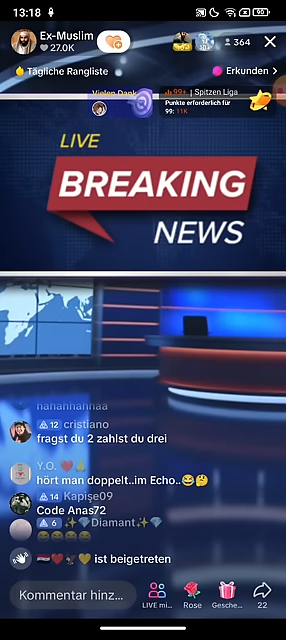 13:18
90
Ex-Muslim
27.0K
364
Tägliche Rangliste
Erkunden >
Vielen Dank
99+ | Spitzen Liga
Punkte erforderlich für
99: 11K
LIVE
BREAKING
NEWS
hahahhahhaa
12 cristiano
fragst du 2 zahlst du drei
Y.O.
hört man doppelt..im Echo..😂🤔
14 Kapişe09
Code Anas72
6 ✨💎Diamant✨💎
😂😂😂😂
ist beigetreten
Kommentar hinz...
LIVE mi...
Rose
Gesche...
22